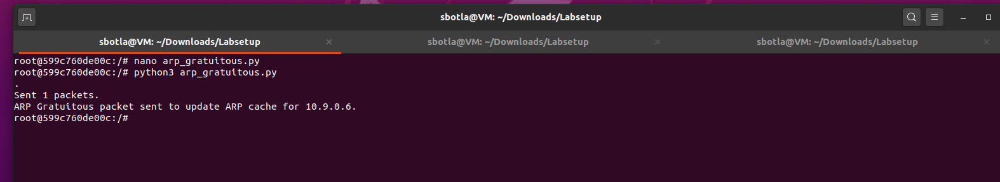 sbotla@VM: ~/Downloads/Labsetup
sbotla@VM: ~/Downloads/Labsetup
sbotla@VM: ~/Downloads/Labsetup
sbotla@VM: ~/Downloads/Labsetup
root@599c760de00c:/# nano arp_gratuitous.py
root@599c760de00c:/# python3 arp_gratuitous.py
.
Sent 1 packets.
ARP Gratuitous packet sent to update ARP cache for 10.9.0.6.
root@599c760de00c:/#